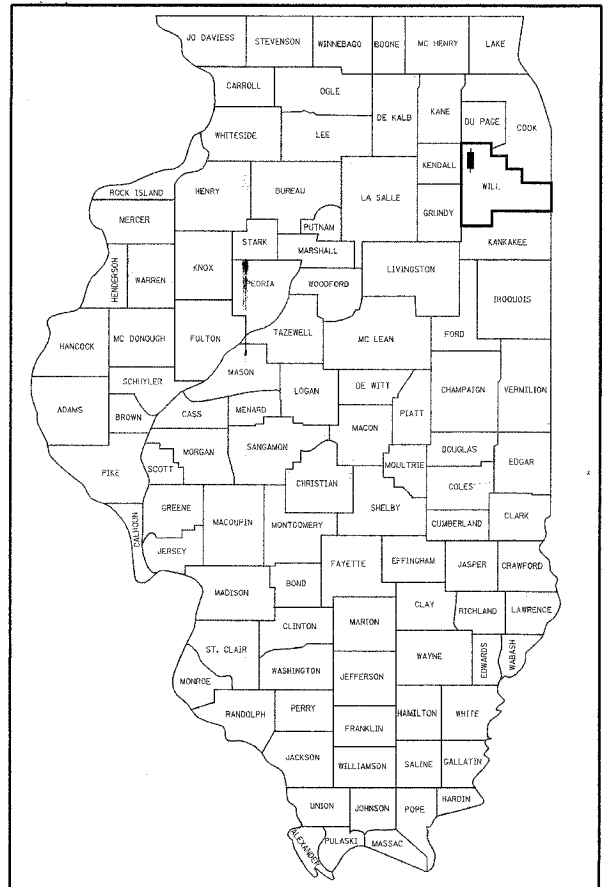 JO DAVIESS
STEVENSON
WINNEBAGO
BOONE
MC HENRY
LAKE
CARROLL
OGLE
DE KALB
KANE
DU PAGE
COOK
WHITESIDE
LEE
KENDALL
WILL
ROCK ISLAND
HENRY
BUREAU
LA SALLE
GRUNDY
MERCER
PUTNAM
KANKAKEE
STARK
MARSHALL
HENDERSON
WARREN
KNOX
PEORIA
WOODFORD
LIVINGSTON
IROQUOIS
HANCOCK
MC DONOUGH
FULTON
TAZEWELL
MC LEAN
FORD
MASON
SCHUYLER
LOGAN
DE WITT
PIATT
CHAMPAIGN
VERMILION
ADAMS
BROWN
CASS
MENARD
MACON
SANGAMON
MORGAN
DOUGLAS
EDGAR
PIKE
SCOTT
MOULTRIE
COLES
CHRISTIAN
SHELBY
CALHOUN
GREENE
MACOUPIN
MONTGOMERY
CUMBERLAND
CLARK
JERSEY
FAYETTE
EFFINGHAM
JASPER
CRAWFORD
MADISON
BOND
CLAY
RICHLAND
LAWRENCE
CLINTON
MARION
ST. CLAIR
WAYNE
EDWARDS
WABASH
WASHINGTON
JEFFERSON
MONROE
RANDOLPH
PERRY
HAMILTON
WHITE
FRANKLIN
JACKSON
WILLIAMSON
SALINE
GALLATIN
UNION
JOHNSON
POPE
HARDIN
ALEXANDER
PULASKI
MASSAC